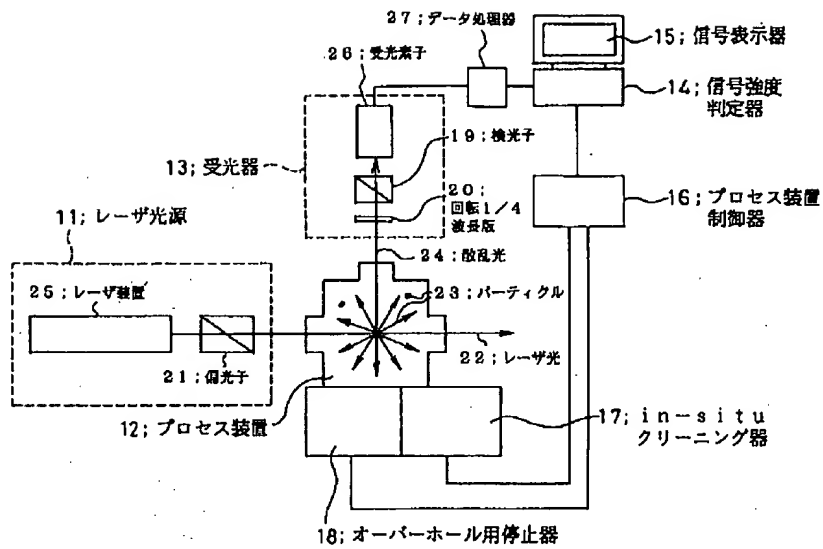 27；データ処理器
15；信号表示器
26：受光素子
14；信号強度
判定器
19；検光子
13；受光器
20；
回転1／4
波長版
16；プロセス装置
制御器
11；レーザ光源
24；散乱光
25；レーザ装置
23；パーティクル
22；レーザ光
21；偏光子
12；プロセス装置
17；in－situ
クリーニング器
18；オーバーホール用停止器